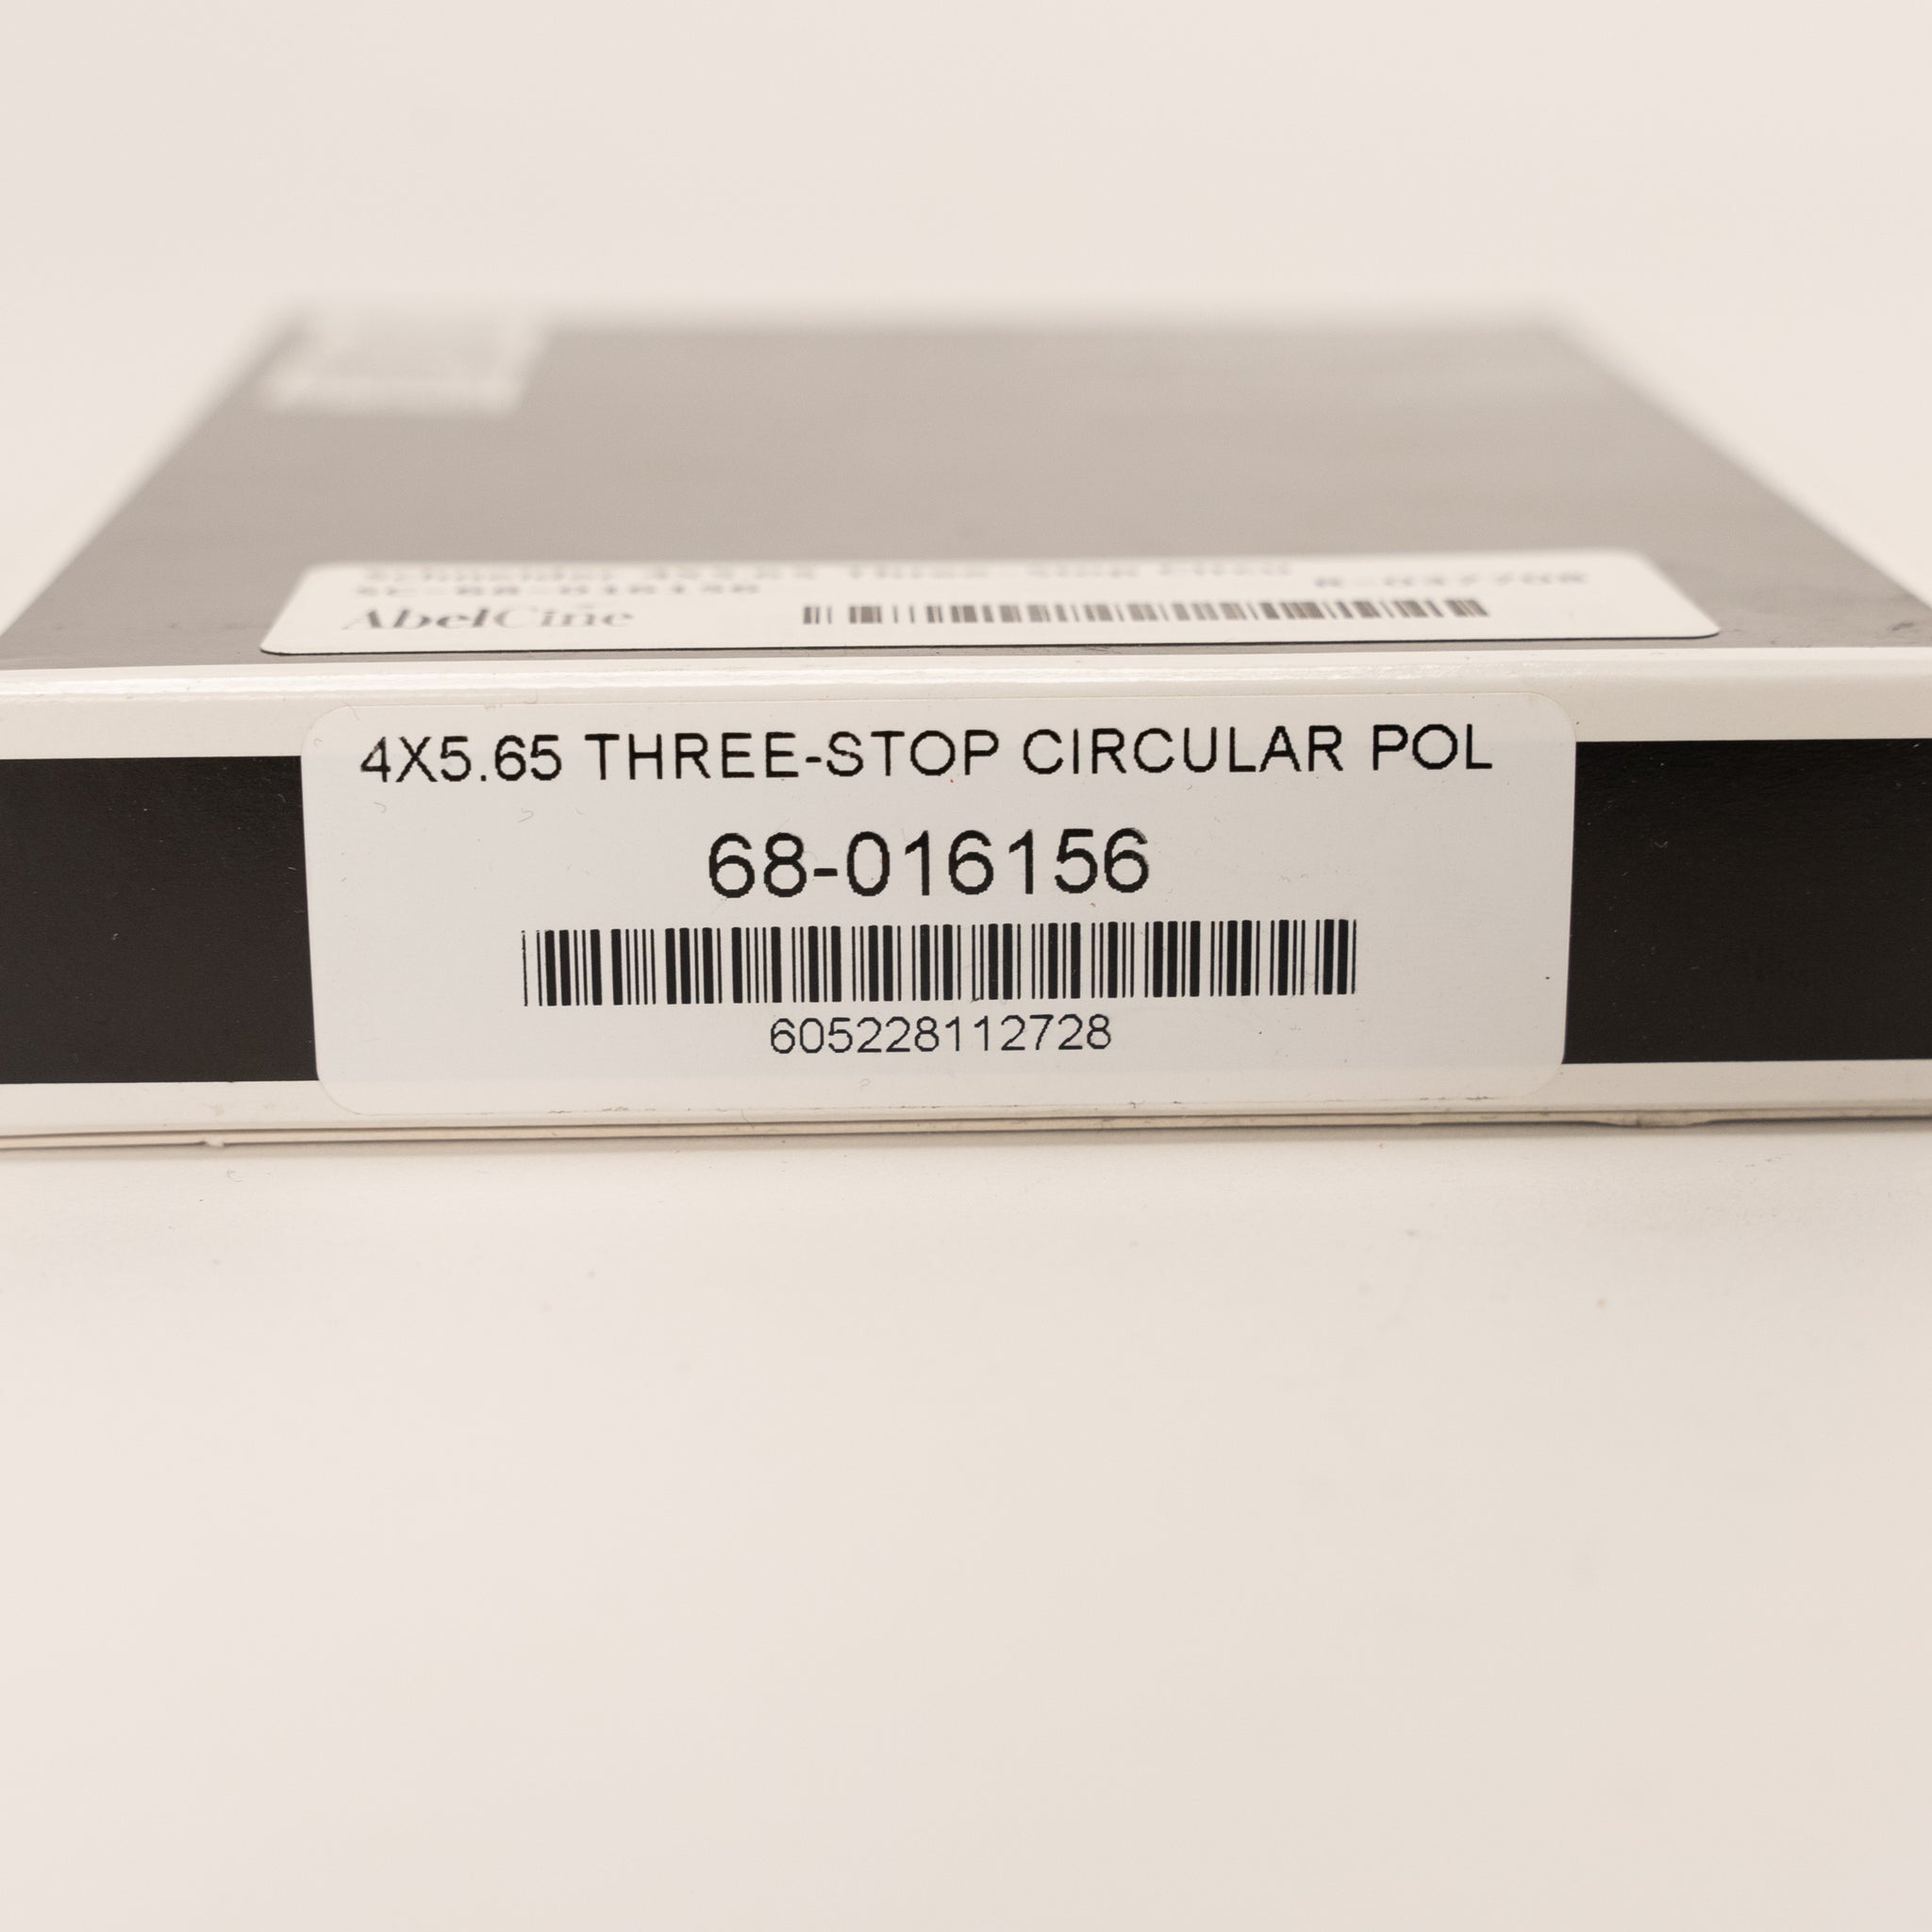 AbelCine
4X5.65 THREE-STOP CIRCULAR POL
68-016156
605228112728